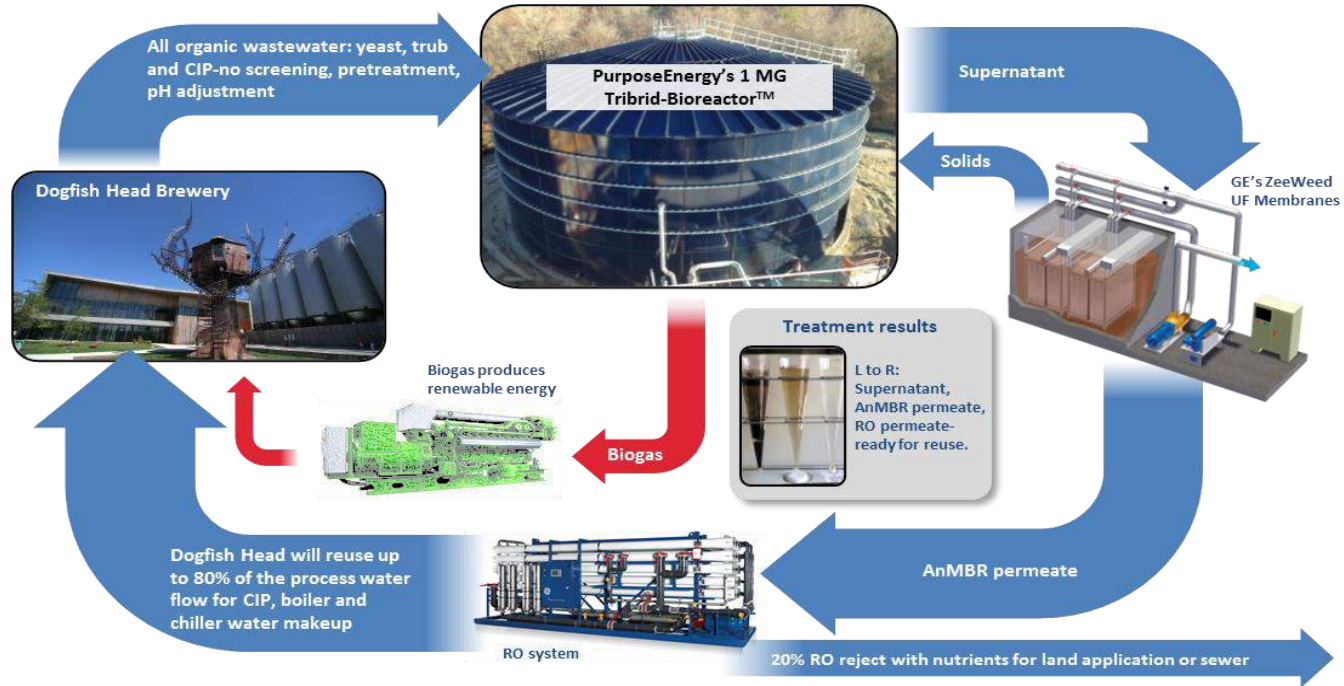 All organic wastewater: yeast, trub
and CIP-no screening, pretreatment,
pH adjustment
PurposeEnergy's 1 MG
Tribrid-Bioreactor™
Supernatant
Solids
GE's ZeeWeed
UF Membranes
Dogfish Head Brewery
Biogas produces
renewable energy
Biogas
Treatment results
L to R:
Supernatant,
AnMBR permeate,
RO permeate-
ready for reuse.
Dogfish Head will reuse up
to 80% of the process water
flow for CIP, boiler and
chiller water makeup
RO system
AnMBR permeate
20% RO reject with nutrients for land application or sewer